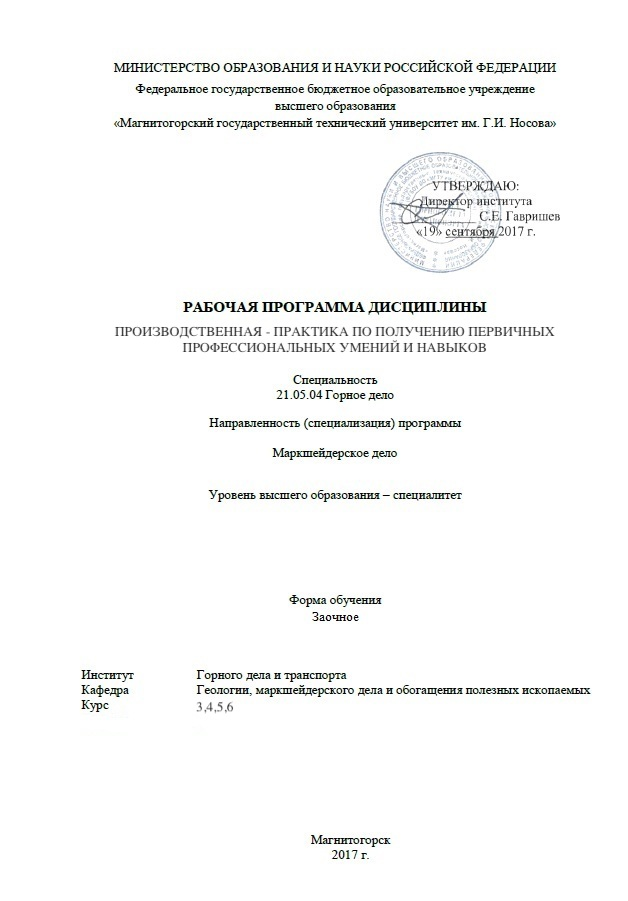 МИНИСТЕРСТВО ОБРАЗОВАНИЯ И НАУКИ РОССИЙСКОЙ ФЕДЕРАЦИИ
Федеральное государственное бюджетное образовательное учреждение
высшего образования
«Магнитогорский государственный технический университет им. Г.И. Носова»
УТВЕРЖДАЮ:
Директор института
С.Е. Гавришев
«19» сентября 2017 г.
РАБОЧАЯ ПРОГРАММА ДИСЦИПЛИНЫ
ПРОИЗВОДСТВЕННАЯ - ПРАКТИКА ПО ПОЛУЧЕНИЮ ПЕРВИЧНЫХ
ПРОФЕССИОНАЛЬНЫХ УМЕНИЙ И НАВЫКОВ
Специальность
21.05.04 Горное дело
Направленность (специализация) программы
Маркшейдерское дело
Уровень высшего образования – специалитет
Форма обучения
Заочное
Институт Горного дела и транспорта
Кафедра Геологии, маркшейдерского дела и обогащения полезных ископаемых
Курс 3,4,5,6
Магнитогорск
2017 г.